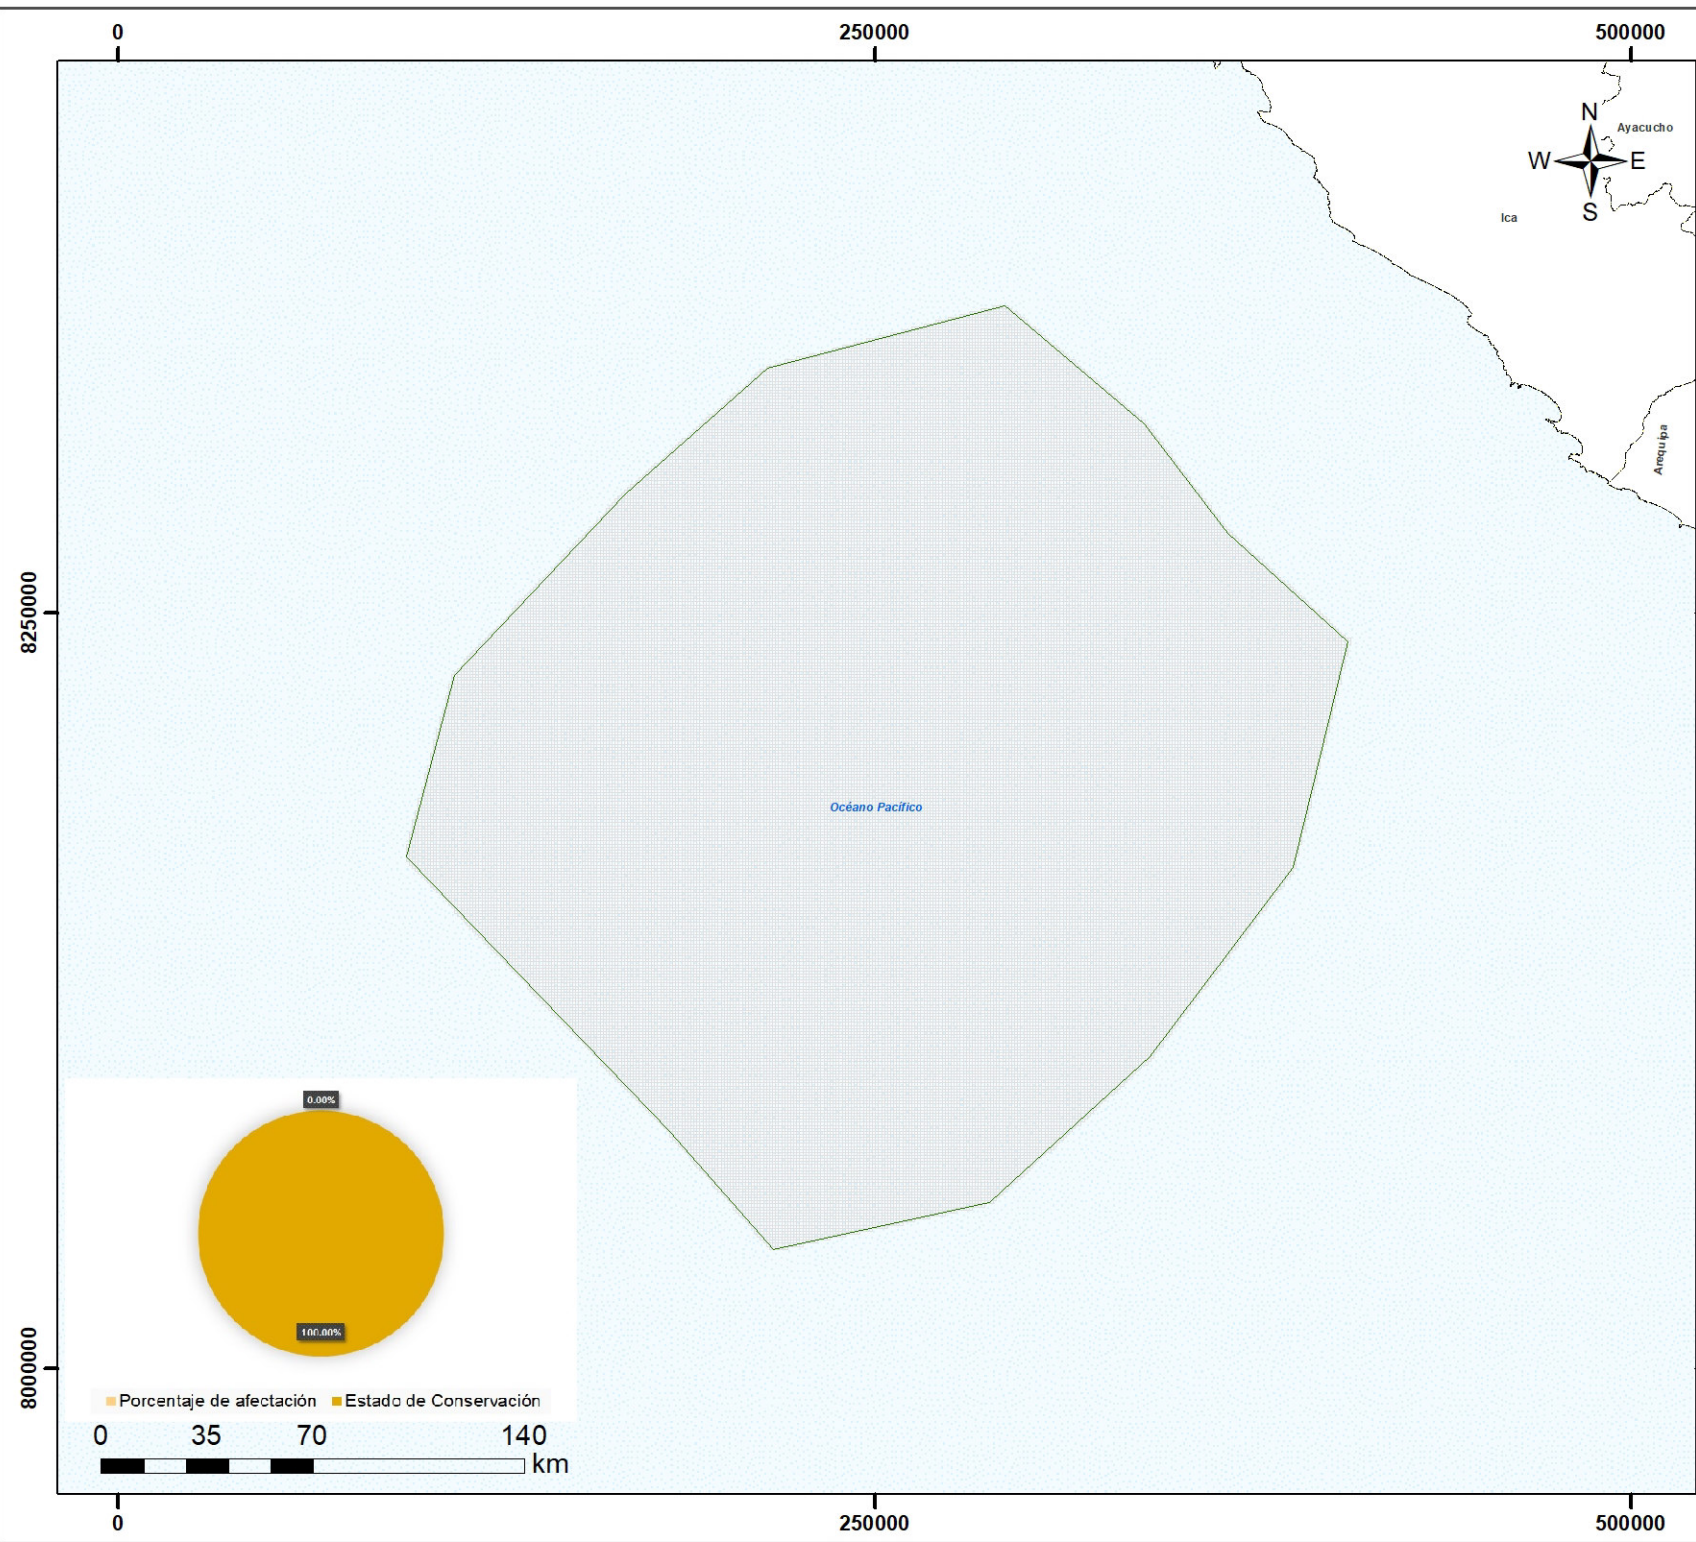 0 250000 500000
N
Ayacucho
W E
S
Ica
Arequipa
8250000
Océano Pacífico
0.00%
100.00%
8000000
Porcentaje de afectación Estado de Conservación
0 35 70 140
km
0 250000 500000